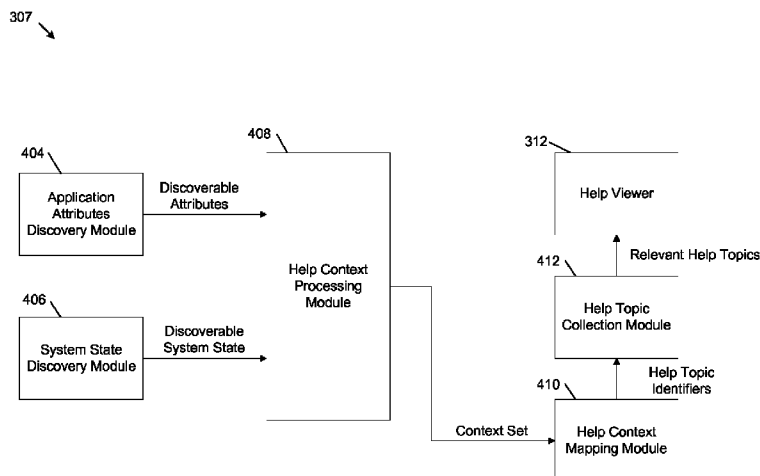 307
404
Application
Attributes
Discovery Module
Discoverable
Attributes
408
Help Context
Processing
Module
312
Help Viewer
Relevant Help Topics
412
Help Topic
Collection Module
406
System State
Discovery Module
Discoverable
System State
Help Topic
Identifiers
410
Context Set
Help Context
Mapping Module